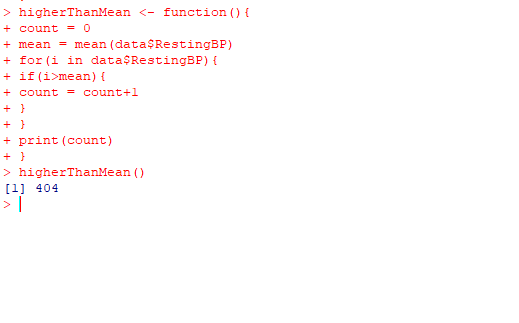 > higherThanMean <- function(){
+ count = 0
+ mean = mean(data$RestingBP)
+ for(i in data$RestingBP){
+ if(i>mean){
+ count = count+1
+ }
+ }
+ print(count)
+ }
> higherThanMean()
[1] 404
>